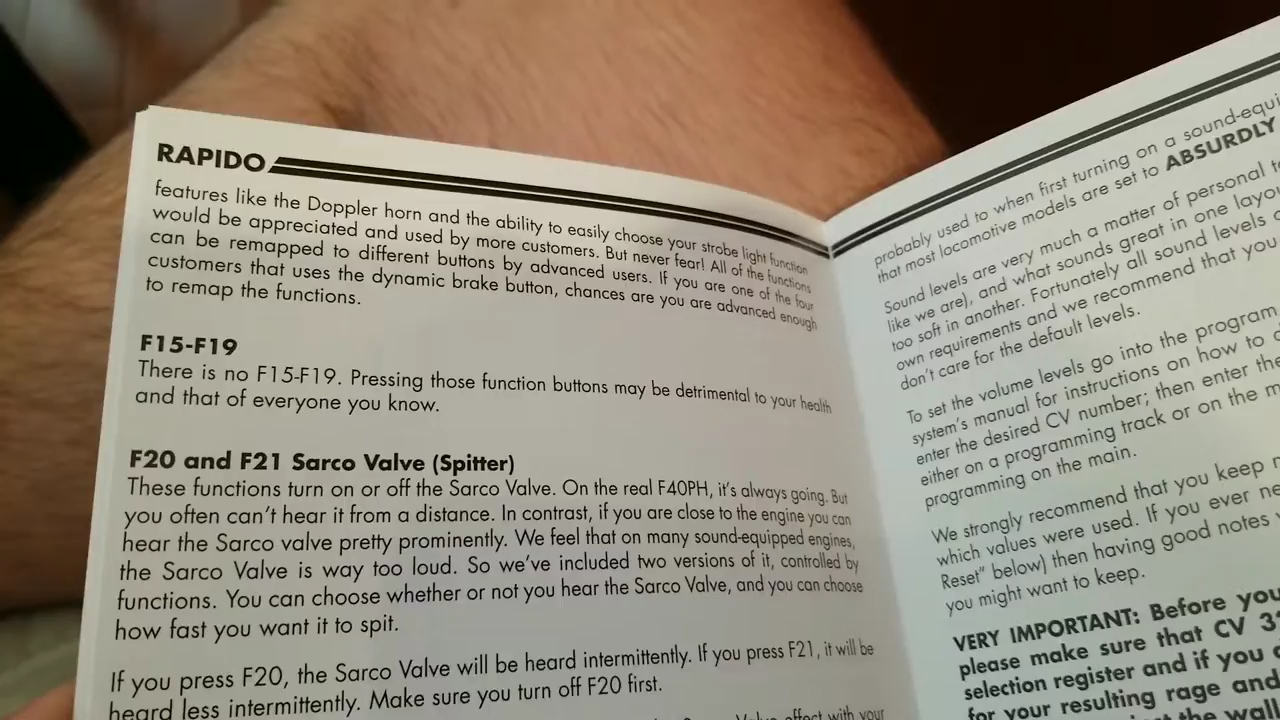 RAPIDO
features like the Doppler horn and the ability to easily choose your strobe light function
would be appreciated and used by more customers. But never fear! All of the functions
can be remapped to different buttons by advanced users. If you are one of the four
customers that uses the dynamic brake button, chances are you are advanced enough
to remap the functions.
F15-F19
There is no F15-F19. Pressing those function buttons may be detrimental to your health
and that of everyone you know.
F20 and F21 Sarco Valve (Spitter)
These functions turn on or off the Sarco Valve. On the real F40PH, it's always going. But
you often can't hear it from a distance. In contrast, if you are close to the engine you can
hear the Sarco valve pretty prominently. We feel that on many sound-equipped engines,
the Sarco Valve is way too loud. So we've included two versions of it, controlled by
functions. You can choose whether or not you hear the Sarco Valve, and you can choose
how fast you want it to spit.
If you press F20, the Sarco Valve will be heard intermittently. If you press F21, it will be
heard less intermittently. Make sure you turn off F20 first.
Valve effect with your
probably used to when first turning on a sound-equi
that most locomotive models are set to ABSURDLY
Sound levels are very much a matter of personal
like we are), and what sounds great in one layo
too soft in another. Fortunately all sound levels
own requirements and we recommend that you
don't care for the default levels.
To set the volume levels go into the program
system's manual for instructions on how to
enter the desired CV number; then enter the
either on a programming track or on the
programming on the main.
We strongly recommend that you keep
which values were used. If you ever ne
Reset" below) then having good notes
you might want to keep.
VERY IMPORTANT: Before you
please make sure that CV 3
selection register and if you
for your resulting rage and
the wall